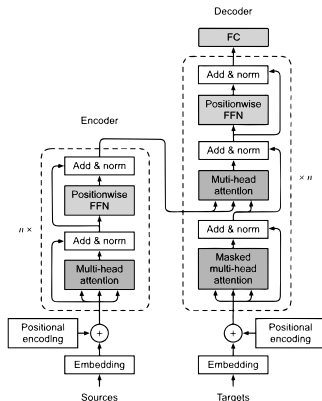 Decoder
FC
Add & norm
Positionwise
FFN
Add & norm
Muti-head
attention
× n
Add & norm
Masked
multi-head
attention
Encoder
Add & norm
Positionwise
FFN
n ×
Add & norm
Multi-head
attention
Positional
encoding
+
Embedding
Sources
+
Positional
encoding
Embedding
Targets